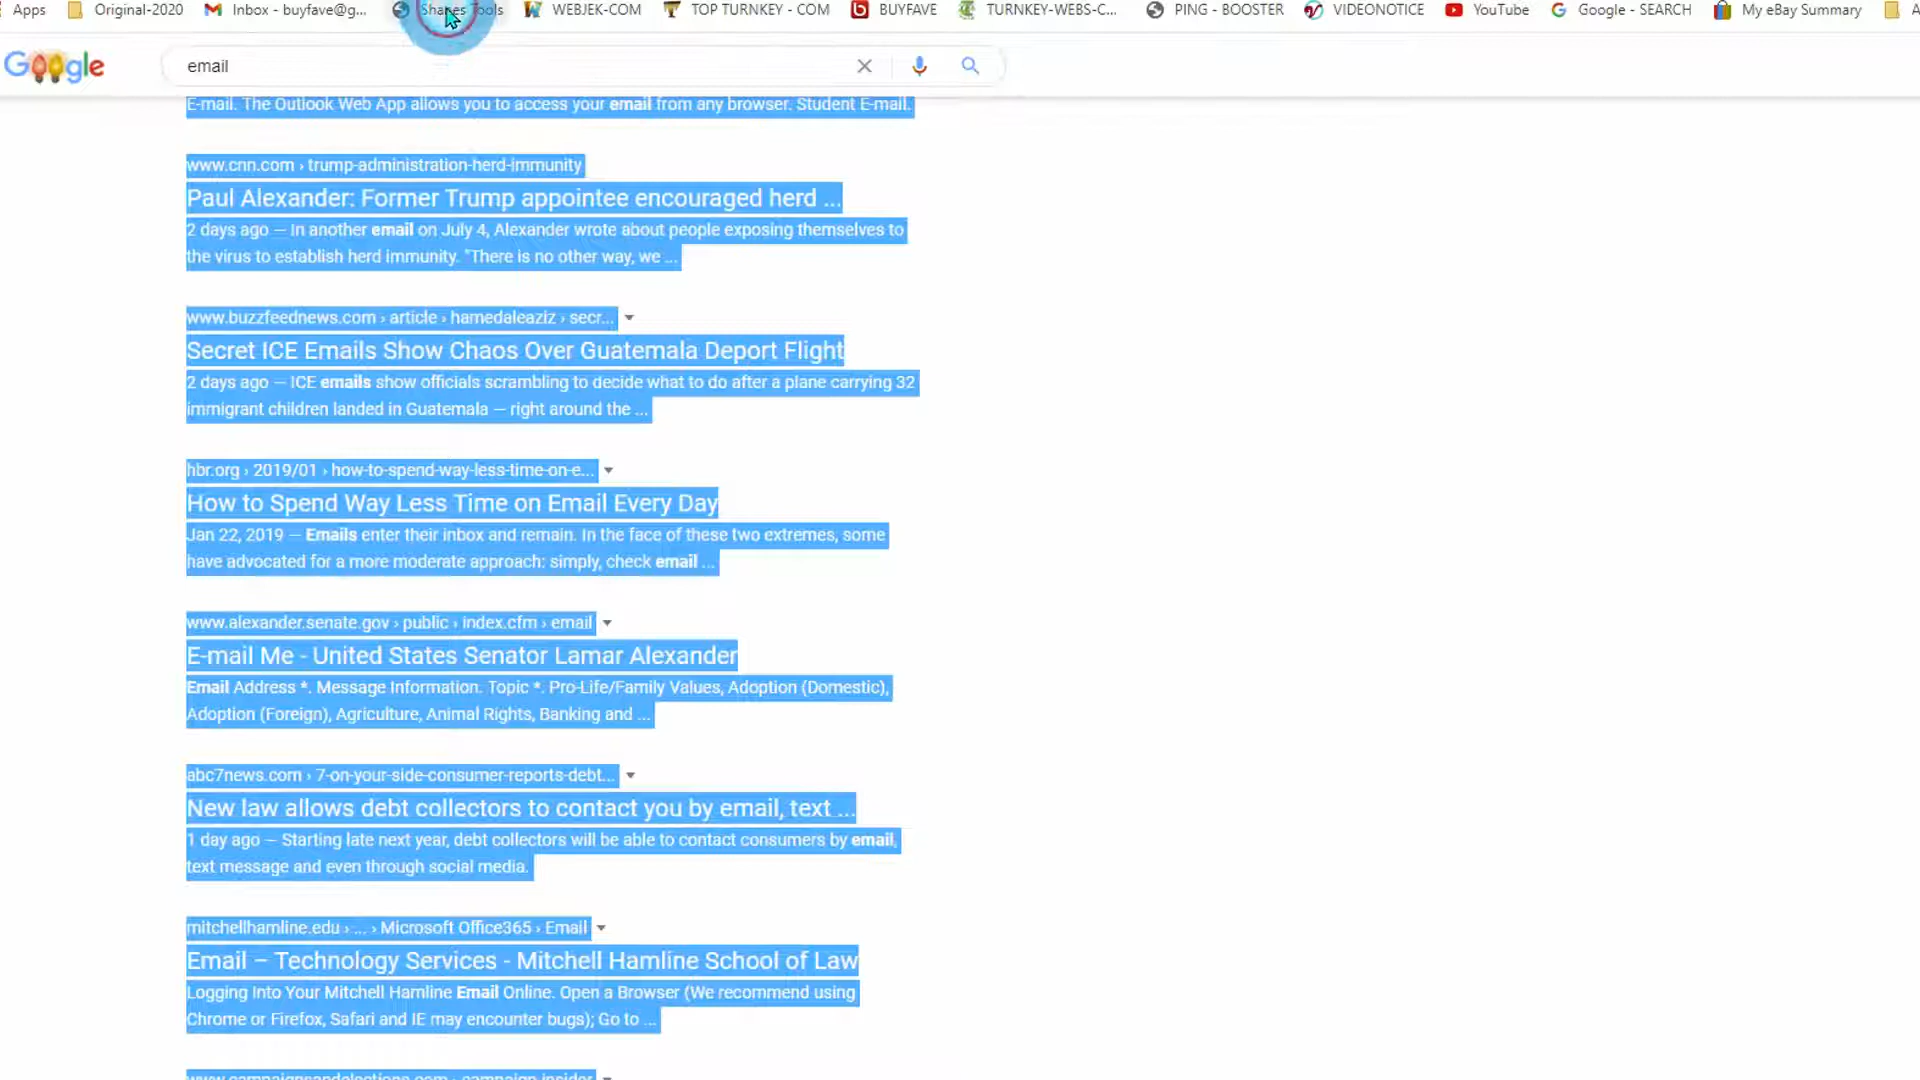 Apps Original-2020 Inbox - buyfave@g... Shares Tools WEBJEK-COM TOP TURNKEY - COM BUYFAVE TURNKEY-WEBS-C... PING - BOOSTER VIDEONOTICE YouTube Google - SEARCH My eBay Summary
Google email
E-mail. The Outlook Web App allows you to access your email from any browser. Student E-mail.
www.cnn.com › trump-administration-herd-immunity
Paul Alexander: Former Trump appointee encouraged herd ...
2 days ago — In another email on July 4, Alexander wrote about people exposing themselves to
the virus to establish herd immunity. "There is no other way, we ...
www.buzzfeednews.com › article › hamedaleaziz › secr...
Secret ICE Emails Show Chaos Over Guatemala Deport Flight
2 days ago — ICE emails show officials scrambling to decide what to do after a plane carrying 32
immigrant children landed in Guatemala — right around the ...
hbr.org › 2019/01 › how-to-spend-way-less-time-on-e...
How to Spend Way Less Time on Email Every Day
Jan 22, 2019 — Emails enter their inbox and remain. In the face of these two extremes, some
have advocated for a more moderate approach: simply, check email ...
www.alexander.senate.gov › public › index.cfm › email
E-mail Me - United States Senator Lamar Alexander
Email Address *. Message Information. Topic *. Pro-Life/Family Values, Adoption (Domestic),
Adoption (Foreign), Agriculture, Animal Rights, Banking and ...
abc7news.com › 7-on-your-side-consumer-reports-debt...
New law allows debt collectors to contact you by email, text ...
1 day ago — Starting late next year, debt collectors will be able to contact consumers by email,
text message and even through social media.
mitchellhamline.edu › ... › Microsoft Office365 › Email
Email – Technology Services - Mitchell Hamline School of Law
Logging Into Your Mitchell Hamline Email Online. Open a Browser (We recommend using
Chrome or Firefox, Safari and IE may encounter bugs); Go to ...
www.campaignsandelections.com › campaign-insider